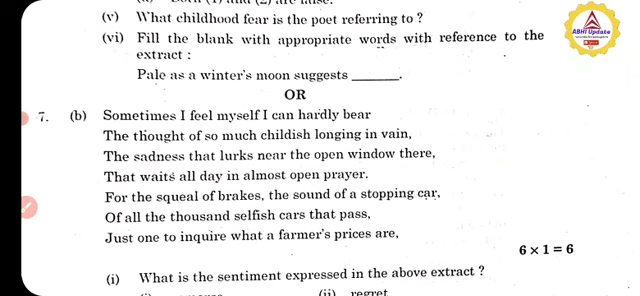 (v) What childhood fear is the poet referring to ?
(vi) Fill the blank with appropriate words with reference to the
extract :
Pale as a winter's moon suggests ______.
OR
7. (b) Sometimes I feel myself I can hardly bear
The thought of so much childish longing in vain,
The sadness that lurks near the open window there,
That waits all day in almost open prayer.
For the squeal of brakes, the sound of a stopping car,
Of all the thousand selfish cars that pass,
Just one to inquire what a farmer's prices are,
6 × 1 = 6
(i) What is the sentiment expressed in the above extract ?
(ii) regret
ABHI Update